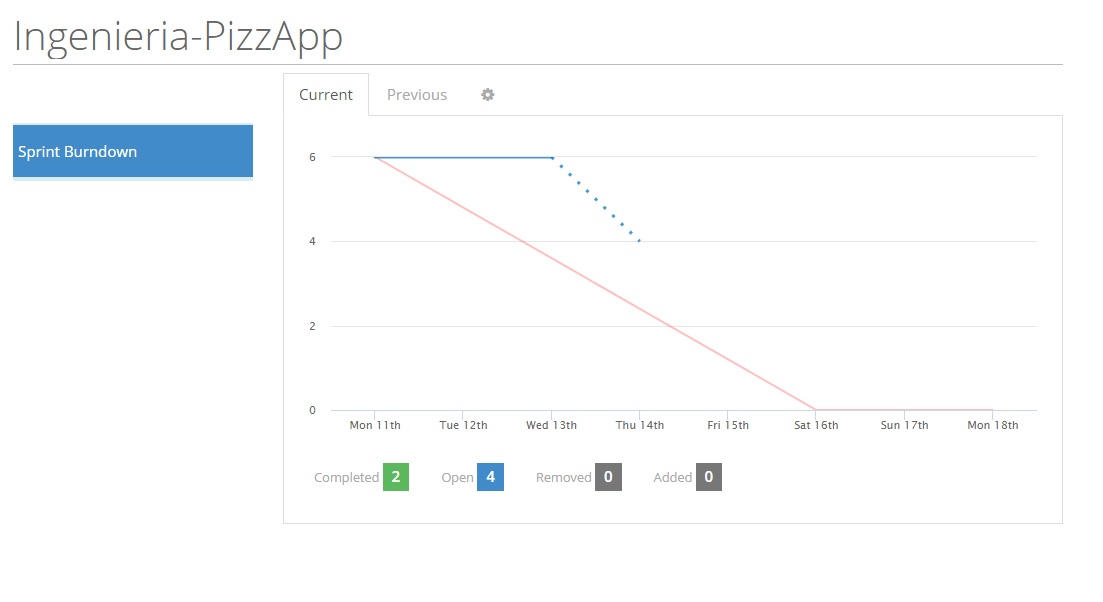 Ingenieria-PizzApp
Current Previous
Sprint Burndown
6
4
2
0
Mon 11th Tue 12th Wed 13th Thu 14th Fri 15th Sat 16th Sun 17th Mon 18th
Completed 2 Open 4 Removed 0 Added 0